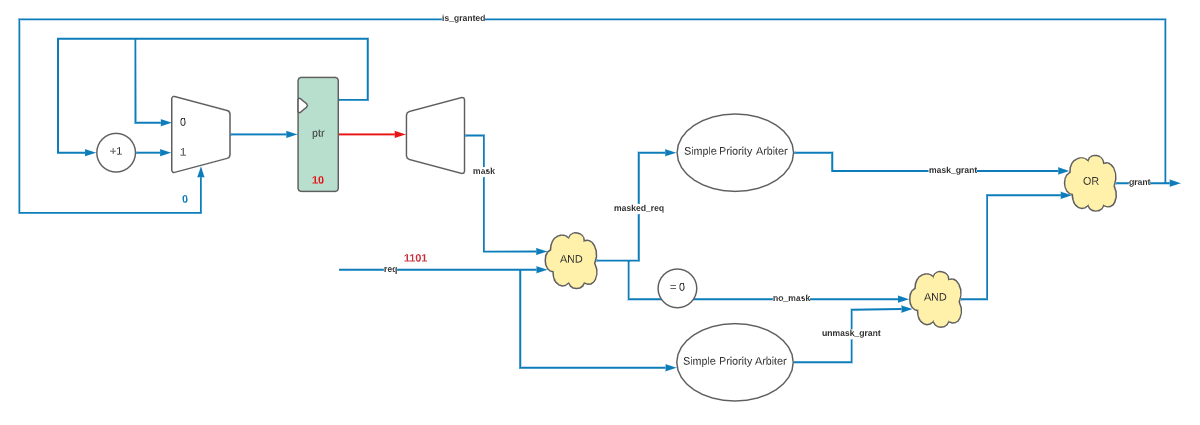 is_granted
0
ptr
+1
1
mask
Simple Priority Arbiter
mask_grant
OR
10
grant
0
masked_req
1101
AND
req
= 0
no_mask
AND
unmask_grant
Simple Priority Arbiter